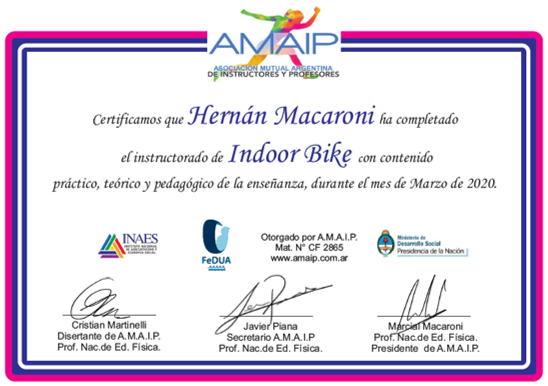 AMAIP
ASOCIACIÓN MUTUAL ARGENTINA
DE INSTRUCTORES Y PROFESORES
Certificamos que Hernán Macaroni ha completado
el instructorado de Indoor Bike con contenido
práctico, teórico y pedagógico de la enseñanza, durante el mes de Marzo de 2020.
INAES
INSTITUTO NACIONAL
DE ASOCIATIVISMO Y
ECONOMÍA SOCIAL
FeDUA
Otorgado por A.M.A.I.P.
Mat. N° CF 2865
www.amaip.com.ar
Ministerio de
Desarrollo Social
Presidencia de la Nación
Cristian Martinelli
Disertante de A.M.A.I.P.
Prof. Nac.de Ed. Física.
Javier Piana
Secretario A.M.A.I.P
Prof. Nac.de Ed. Física.
Marcial Macaroni
Prof. Nac.de Ed. Física.
Presidente de A.M.A.I.P.